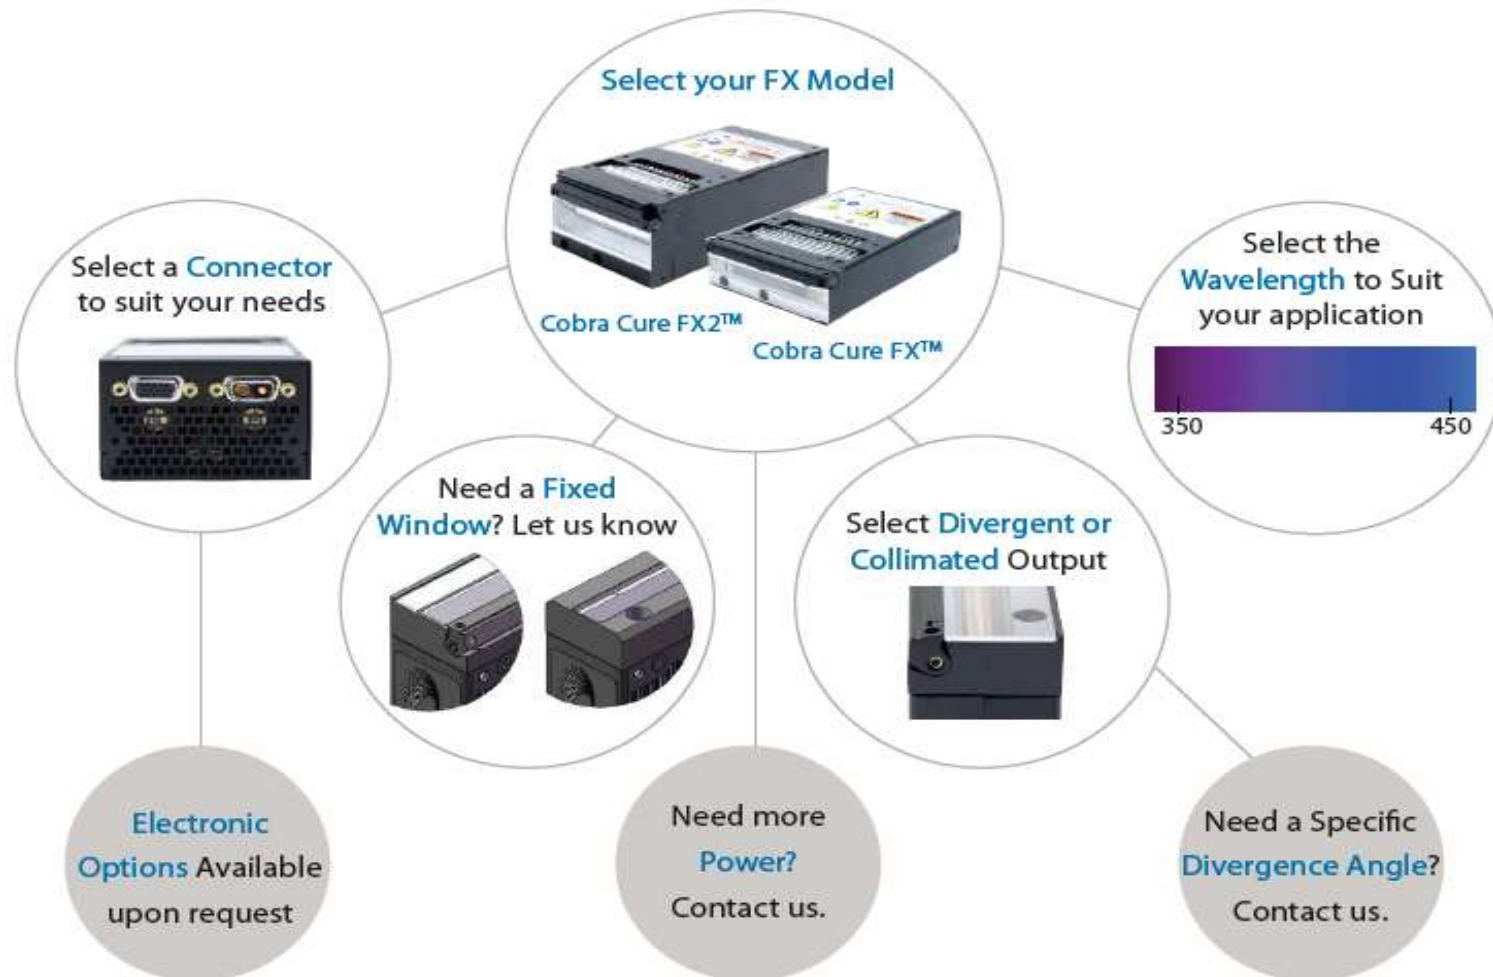 Select your FX Model
Cobra Cure FX2™
Cobra Cure FX™
Select a Connector
to suit your needs
Select the
Wavelength to Suit
your application
350
450
Need a Fixed
Window? Let us know
Select Divergent or
Collimated Output
Electronic
Options Available
upon request
Need more
Power?
Contact us.
Need a Specific
Divergence Angle?
Contact us.